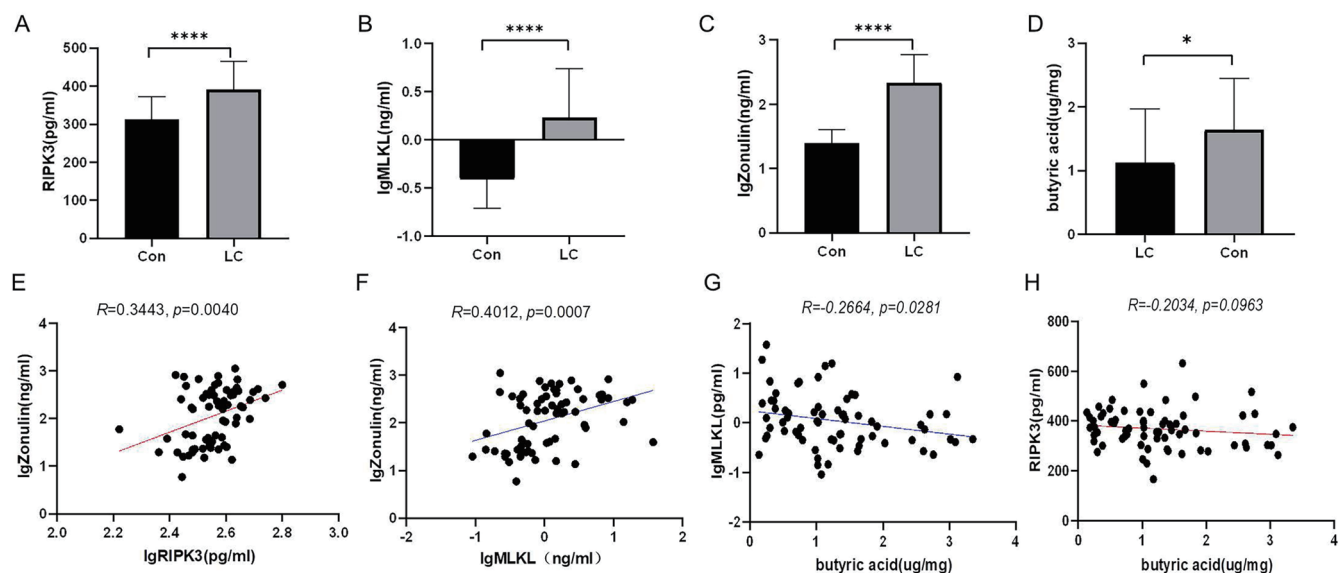 A
B
C
D
****
****
****
*
RIPK3(pg/ml)
500
400
300
200
100
0
Con LC
lgMLKL(ng/ml)
1.0
0.5
0.0
-0.5
-1.0
Con LC
lgZonulin(ng/ml)
3
2
1
0
Con LC
butyric acid(ug/mg)
3
2
1
0
LC Con
E
F
G
H
R=0.3443, p=0.0040
R=0.4012, p=0.0007
R=-0.2664, p=0.0281
R=-0.2034, p=0.0963
lgZonulin(ng/ml)
4
3
2
1
0
2.0 2.2 2.4 2.6 2.8 3.0
lgRIPK3(pg/ml)
lgZonulin(ng/ml)
4
3
2
1
0
-2 -1 0 1 2
lgMLKL（ng/ml）
lgMLKL(pg/ml)
2
1
0
-1
-2
0 1 2 3 4
butyric acid(ug/mg)
RIPK3(pg/ml)
800
600
400
200
0
0 1 2 3 4
butyric acid(ug/mg)